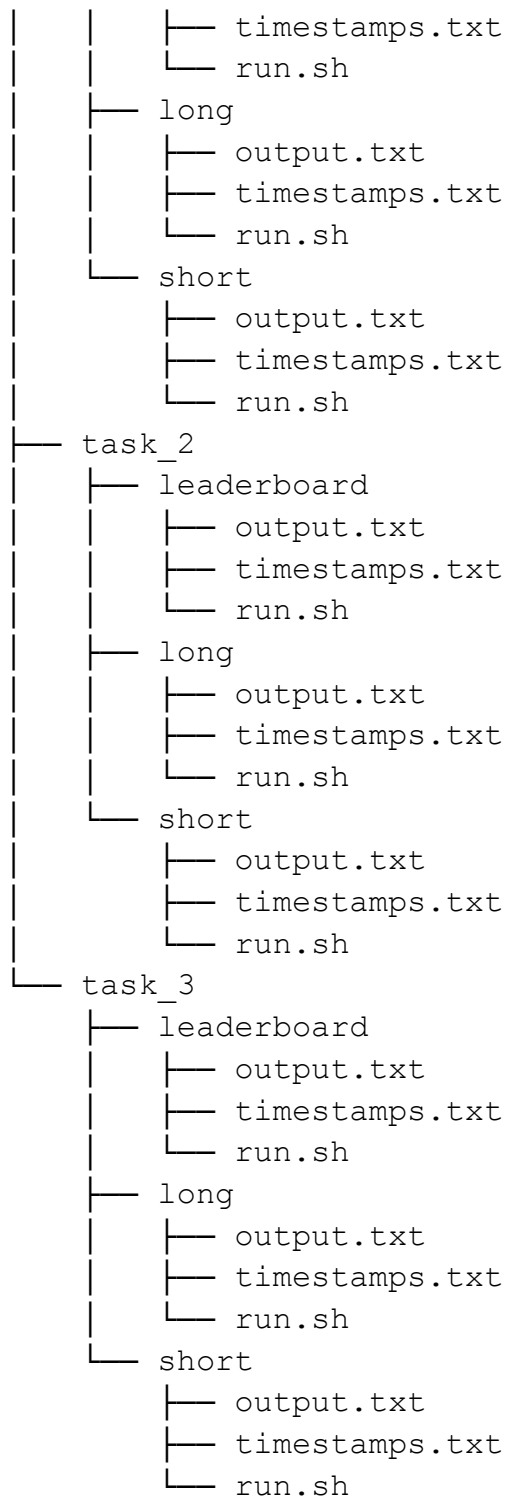 │   │   ├── timestamps.txt
│   │   └── run.sh
│   ├── long
│   │   ├── output.txt
│   │   ├── timestamps.txt
│   │   └── run.sh
│   └── short
│       ├── output.txt
│       ├── timestamps.txt
│       └── run.sh
├── task_2
│   ├── leaderboard
│   │   ├── output.txt
│   │   ├── timestamps.txt
│   │   └── run.sh
│   ├── long
│   │   ├── output.txt
│   │   ├── timestamps.txt
│   │   └── run.sh
│   └── short
│       ├── output.txt
│       ├── timestamps.txt
│       └── run.sh
└── task_3
    ├── leaderboard
    │   ├── output.txt
    │   ├── timestamps.txt
    │   └── run.sh
    ├── long
    │   ├── output.txt
    │   ├── timestamps.txt
    │   └── run.sh
    └── short
        ├── output.txt
        ├── timestamps.txt
        └── run.sh